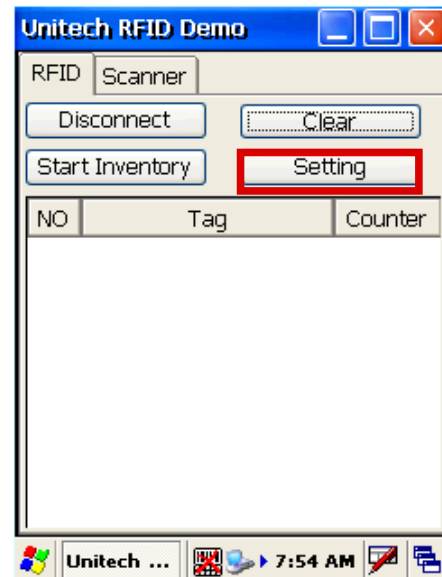 Unitech RFID Demo
RFID Scanner
Disconnect Clear
Start Inventory Setting
NO Tag Counter
Unitech ... 7:54 AM